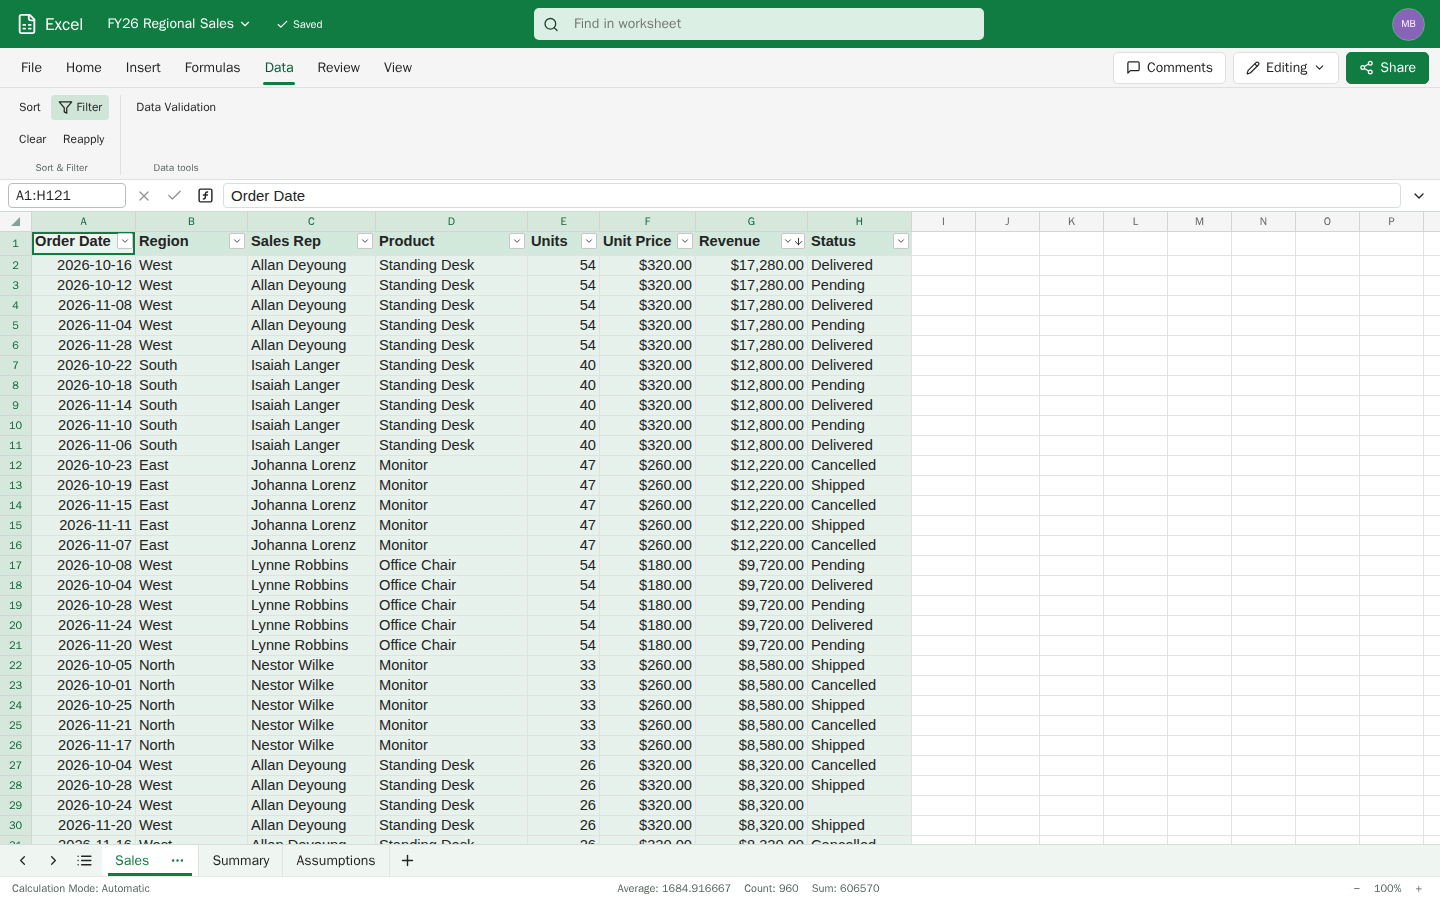 Excel FY26 Regional Sales Saved Find in worksheet MB
File Home Insert Formulas Data Review View Comments Editing Share
Sort Filter Data Validation
Clear Reapply
Sort & Filter Data tools
A1:H121 Order Date
A B C D E F G H I J K L M N O P
1 Order Date Region Sales Rep Product Units Unit Price Revenue Status
2 2026-10-16 West Allan Deyoung Standing Desk 54 $320.00 $17,280.00 Delivered
3 2026-10-12 West Allan Deyoung Standing Desk 54 $320.00 $17,280.00 Pending
4 2026-11-08 West Allan Deyoung Standing Desk 54 $320.00 $17,280.00 Delivered
5 2026-11-04 West Allan Deyoung Standing Desk 54 $320.00 $17,280.00 Pending
6 2026-11-28 West Allan Deyoung Standing Desk 54 $320.00 $17,280.00 Delivered
7 2026-10-22 South Isaiah Langer Standing Desk 40 $320.00 $12,800.00 Delivered
8 2026-10-18 South Isaiah Langer Standing Desk 40 $320.00 $12,800.00 Pending
9 2026-11-14 South Isaiah Langer Standing Desk 40 $320.00 $12,800.00 Delivered
10 2026-11-10 South Isaiah Langer Standing Desk 40 $320.00 $12,800.00 Pending
11 2026-11-06 South Isaiah Langer Standing Desk 40 $320.00 $12,800.00 Delivered
12 2026-10-23 East Johanna Lorenz Monitor 47 $260.00 $12,220.00 Cancelled
13 2026-10-19 East Johanna Lorenz Monitor 47 $260.00 $12,220.00 Shipped
14 2026-11-15 East Johanna Lorenz Monitor 47 $260.00 $12,220.00 Cancelled
15 2026-11-11 East Johanna Lorenz Monitor 47 $260.00 $12,220.00 Shipped
16 2026-11-07 East Johanna Lorenz Monitor 47 $260.00 $12,220.00 Cancelled
17 2026-10-08 West Lynne Robbins Office Chair 54 $180.00 $9,720.00 Pending
18 2026-10-04 West Lynne Robbins Office Chair 54 $180.00 $9,720.00 Delivered
19 2026-10-28 West Lynne Robbins Office Chair 54 $180.00 $9,720.00 Pending
20 2026-11-24 West Lynne Robbins Office Chair 54 $180.00 $9,720.00 Delivered
21 2026-11-20 West Lynne Robbins Office Chair 54 $180.00 $9,720.00 Pending
22 2026-10-05 North Nestor Wilke Monitor 33 $260.00 $8,580.00 Shipped
23 2026-10-01 North Nestor Wilke Monitor 33 $260.00 $8,580.00 Cancelled
24 2026-10-25 North Nestor Wilke Monitor 33 $260.00 $8,580.00 Shipped
25 2026-11-21 North Nestor Wilke Monitor 33 $260.00 $8,580.00 Cancelled
26 2026-11-17 North Nestor Wilke Monitor 33 $260.00 $8,580.00 Shipped
27 2026-10-04 West Allan Deyoung Standing Desk 26 $320.00 $8,320.00 Cancelled
28 2026-10-28 West Allan Deyoung Standing Desk 26 $320.00 $8,320.00 Shipped
29 2026-10-24 West Allan Deyoung Standing Desk 26 $320.00 $8,320.00
30 2026-11-20 West Allan Deyoung Standing Desk 26 $320.00 $8,320.00 Shipped
31 2026-11-16 West Allan Deyoung Standing Desk 26 $320.00 $8,320.00 Cancelled
Sales Summary Assumptions
Calculation Mode: Automatic Average: 1684.916667 Count: 960 Sum: 606570 − 100% +